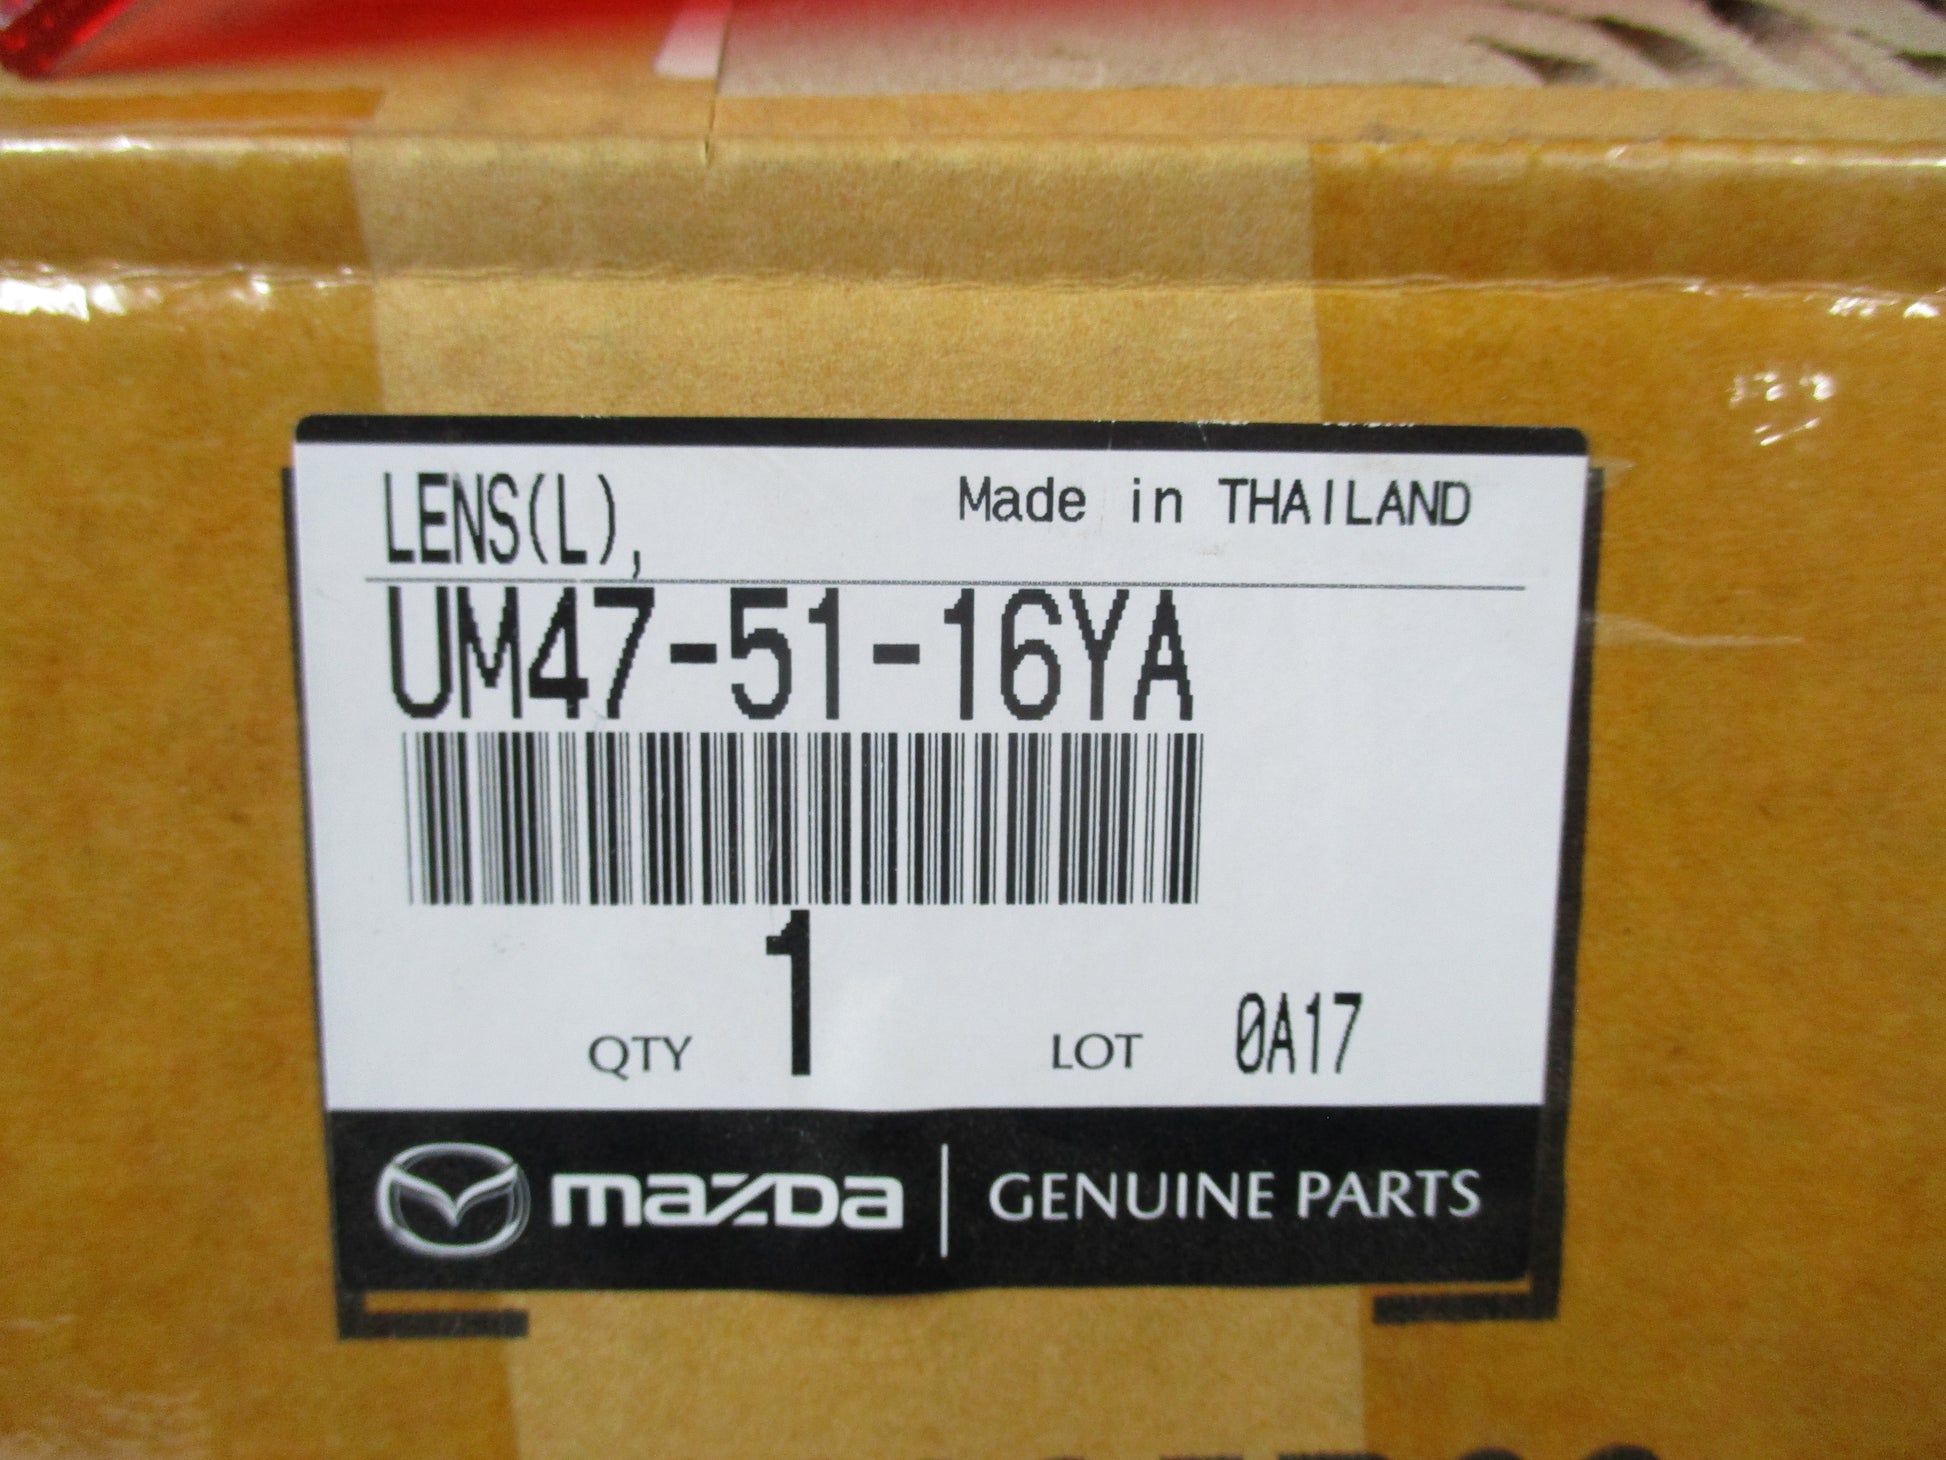 LENS(L),
Made in THAILAND
UM47-51-16YA
QTY 1 LOT 0A17
mazda | GENUINE PARTS